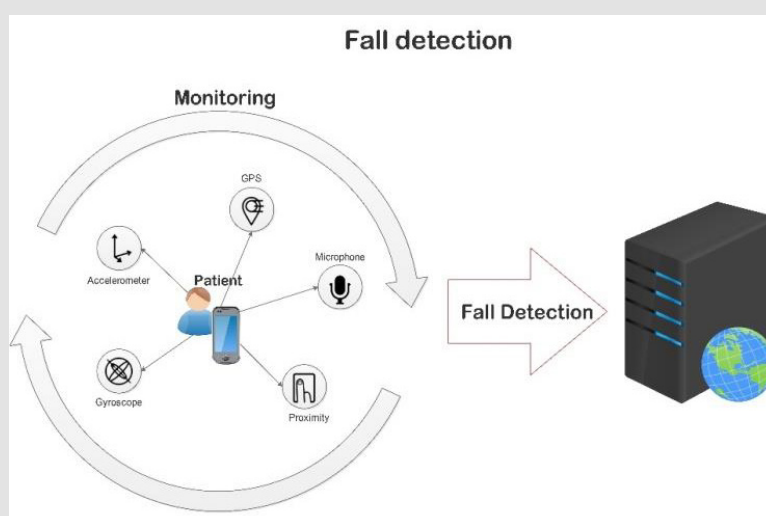 Fall detection
Monitoring
GPS
Microphone
Accelerometer
Patient
Fall Detection
Gyroscope
Proximity